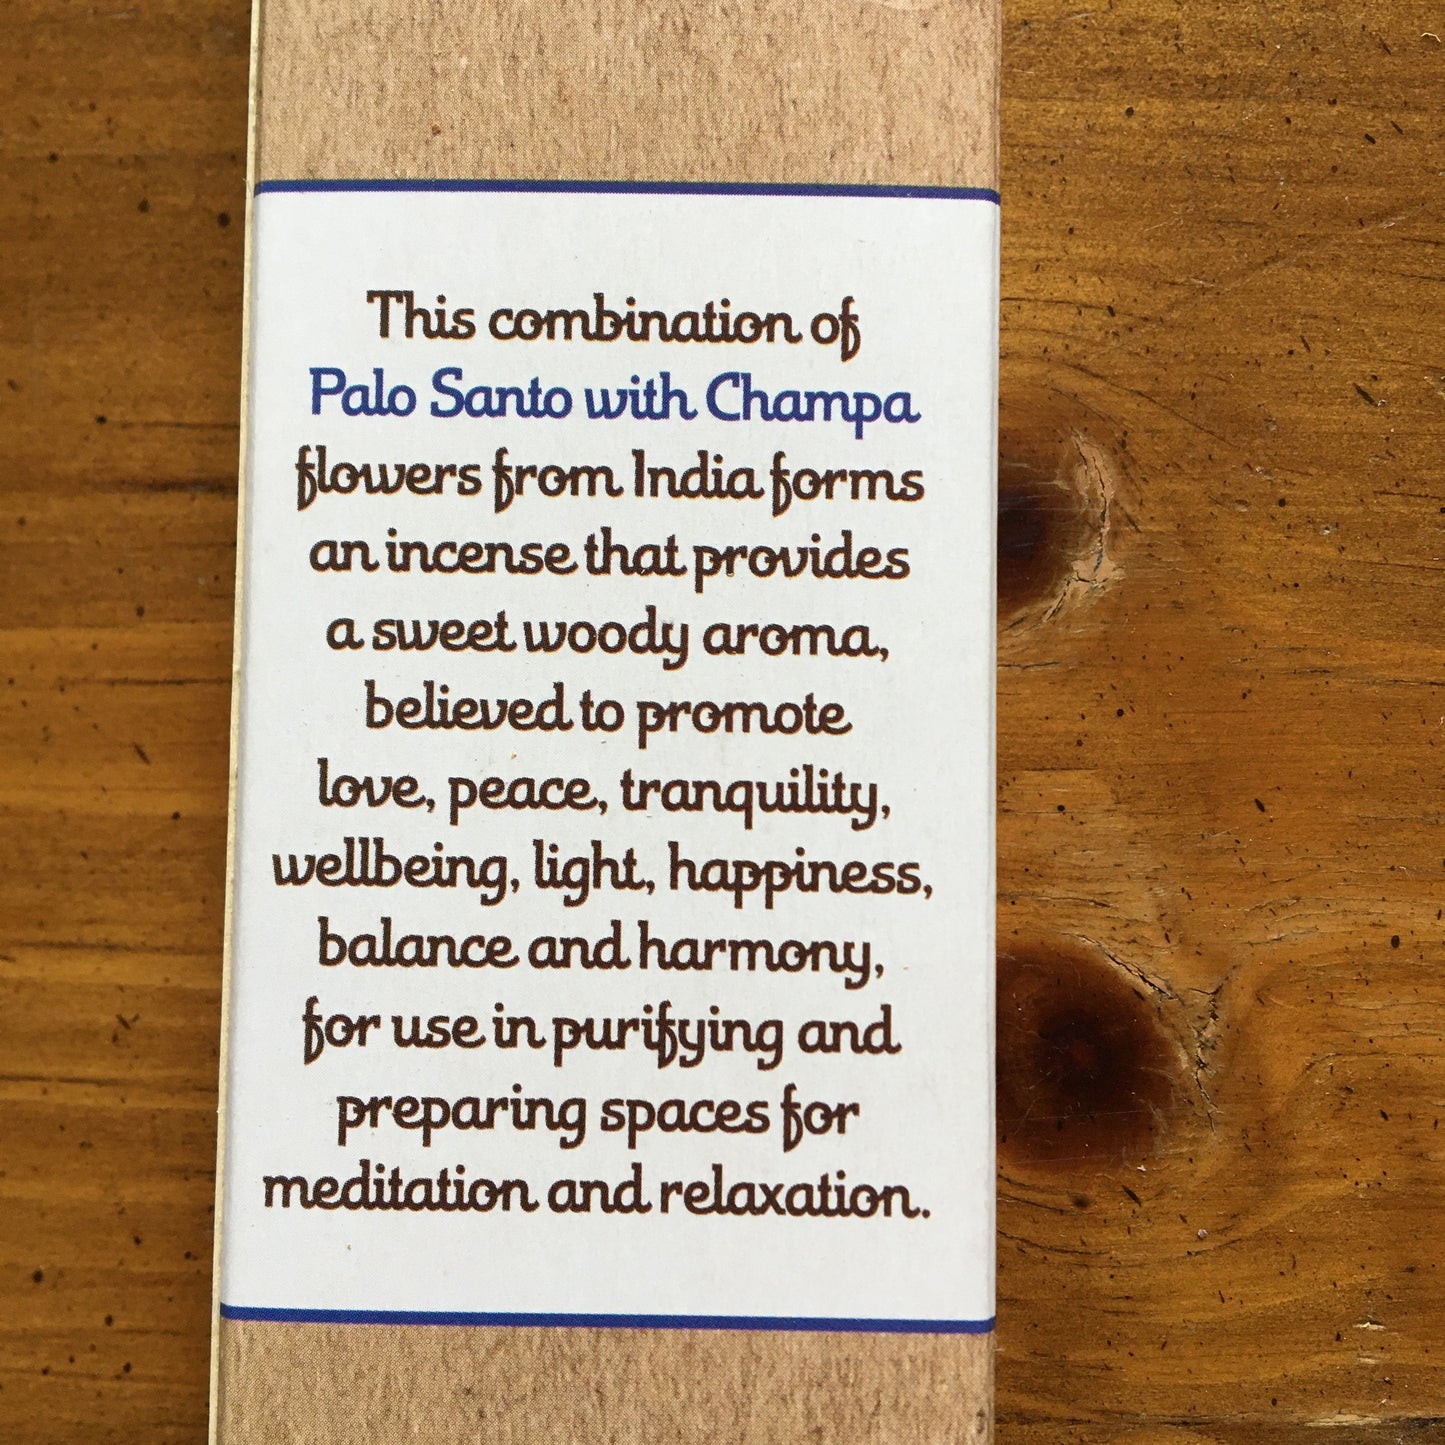 This combination of
Palo Santo with Champa
flowers from India forms
an incense that provides
a sweet woody aroma,
believed to promote
love, peace, tranquility,
wellbeing, light, happiness,
balance and harmony,
for use in purifying and
preparing spaces for
meditation and relaxation.